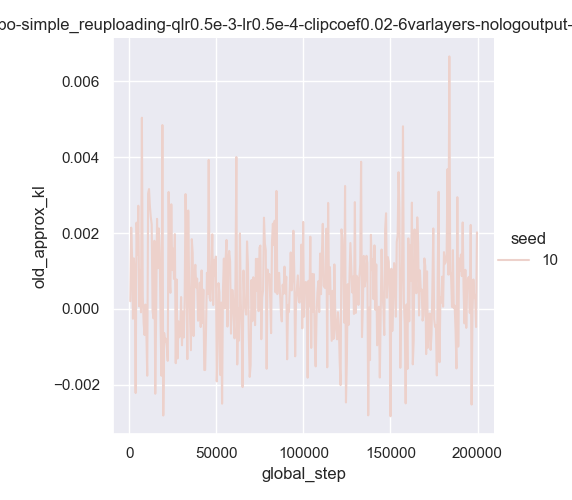 oo-simple_reuploading-qlr0.5e-3-lr0.5e-4-clipcoef0.02-6varlayers-nologoutput-
0.006
0.004
0.002
0.000
−0.002
old_approx_kl
0
50000
100000
150000
200000
global_step
seed
10